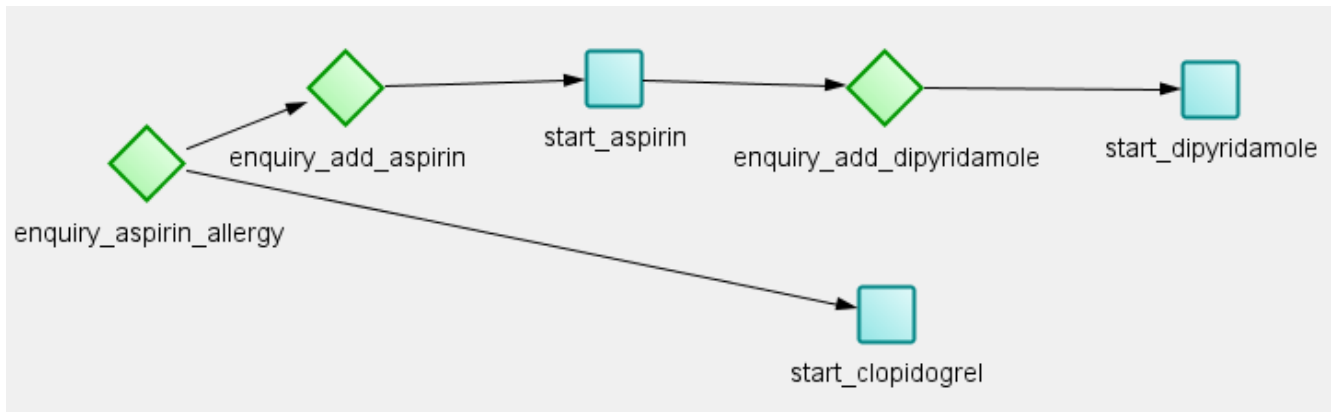 enquiry_aspirin_allergy
enquiry_add_aspirin
start_aspirin
enquiry_add_dipyridamole
start_dipyridamole
start_clopidogrel